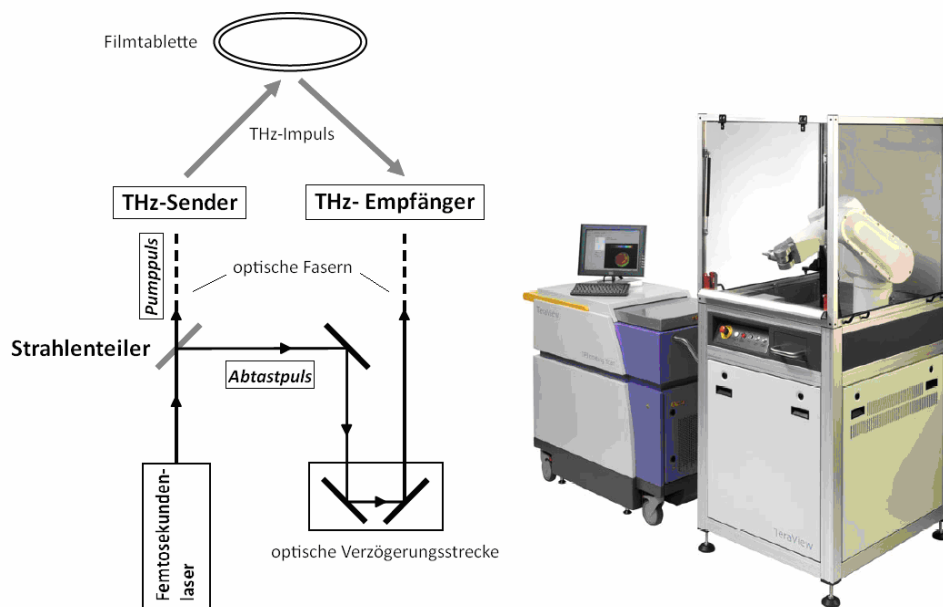 Filmtablette
THz-Impuls
THz-Sender
THz- Empfänger
Pumppuls
optische Fasern
Strahlenteiler
Abtastpuls
Femtosekunden-
laser
optische Verzögerungsstrecke
TeraView